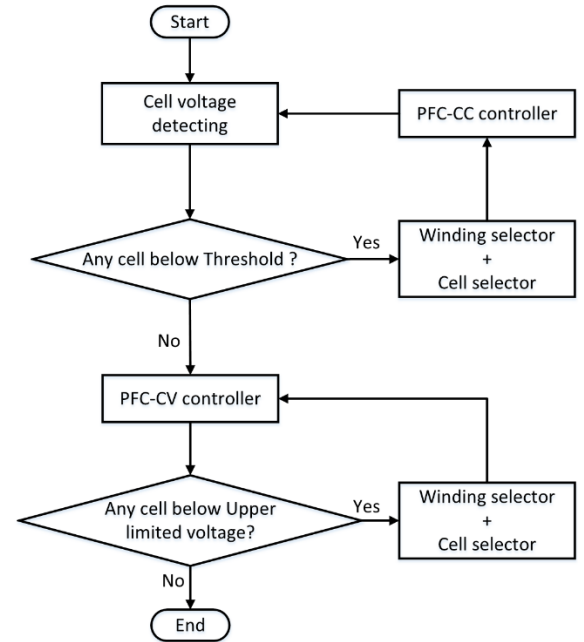 Start
Cell voltage
detecting
PFC-CC controller
Any cell below Threshold ?
Yes
Winding selector
+
Cell selector
No
PFC-CV controller
Any cell below Upper
limited voltage?
Yes
Winding selector
+
Cell selector
No
End